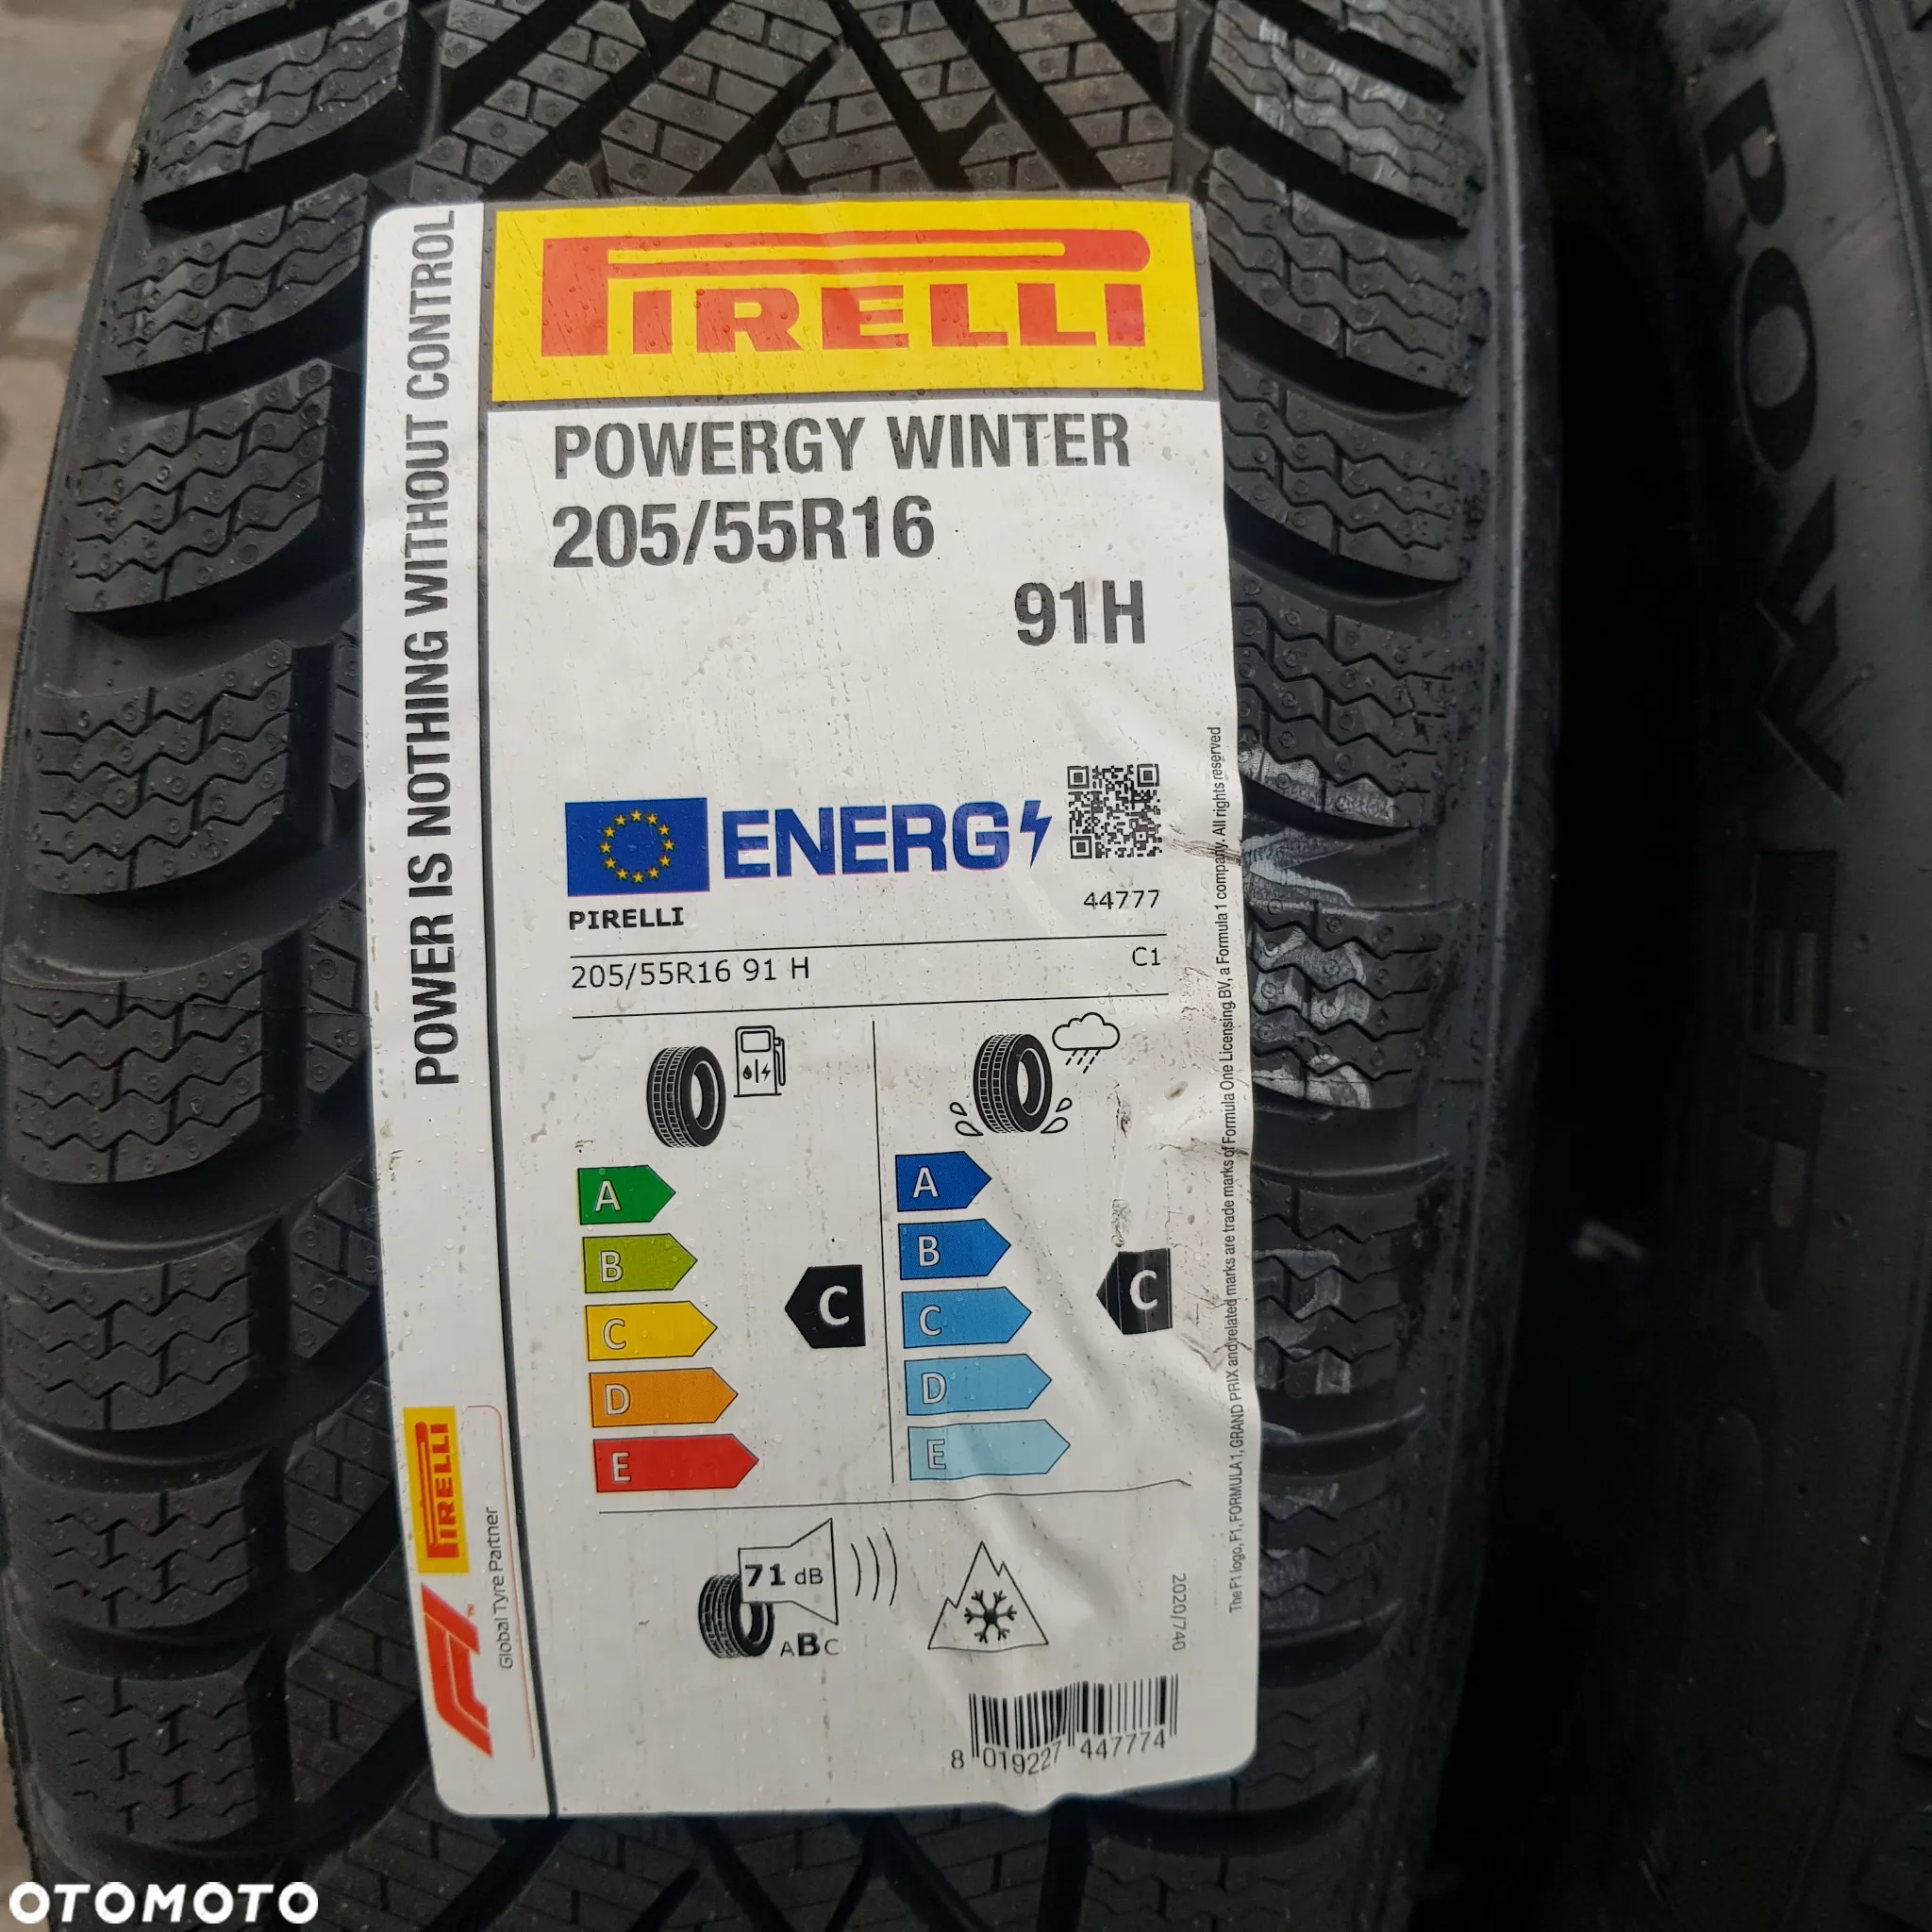 POWER IS NOTHING WITHOUT CONTROL
PIRELLI
POWERGY WINTER
205/55R16
91H
ENERG
PIRELLI
44777
205/55R16 91 H
C1
A
B
C
D
E
C
A
B
C
D
E
C
71 dB
ABC
2020/740
8 019227 447774
The F1 logo, F1, FORMULA 1, GRAND PRIX and related marks are trade marks of Formula One Licensing BV, a Formula 1 company. All rights reserved
PIRELLI
F1™
Global Tyre Partner
POWER
OTOMOTO